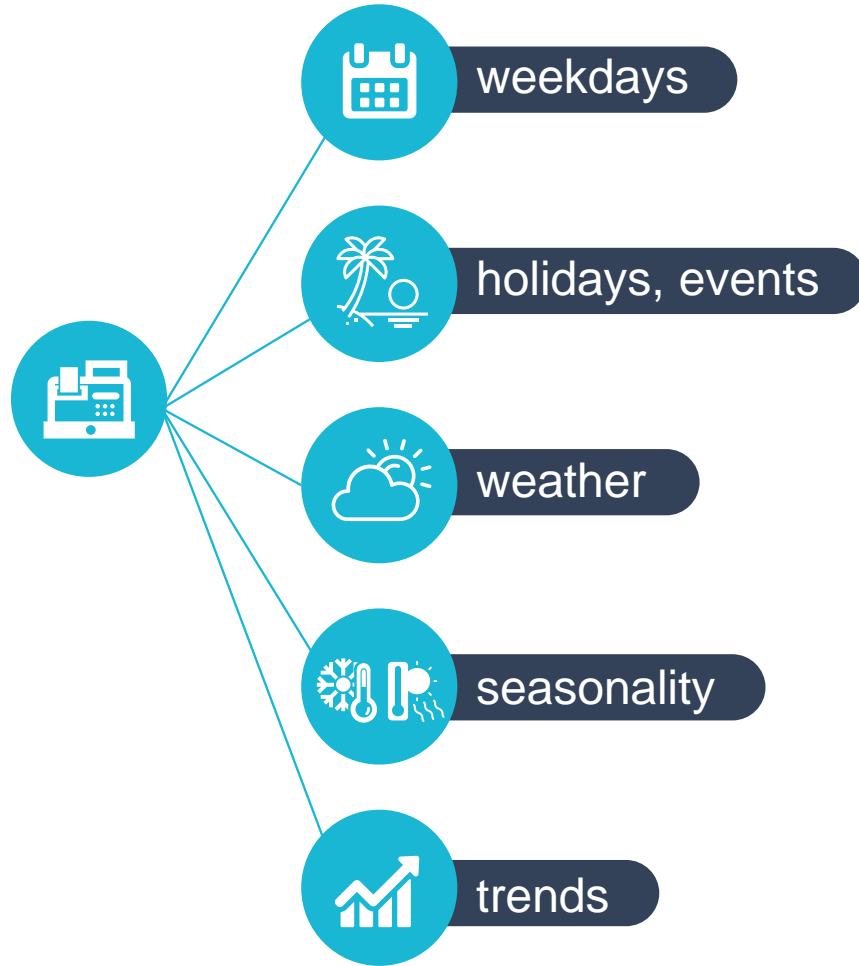 weekdays
holidays, events
weather
seasonality
trends